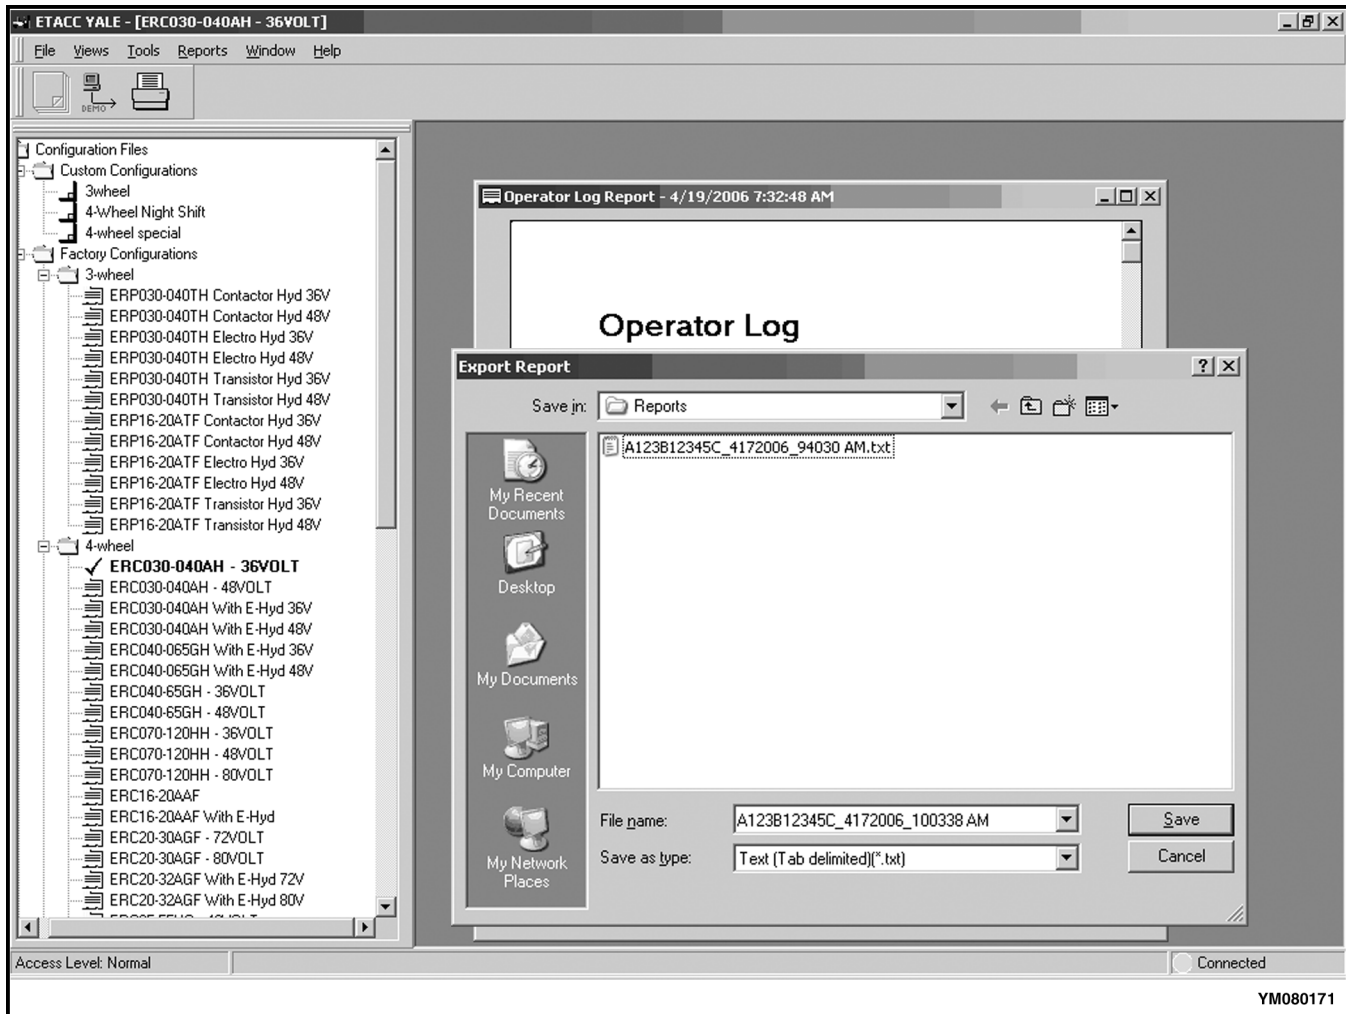 ETACC YALE - [ERC030-040AH - 36VOLT]
File Views Tools Reports Window Help
DEMO
Configuration Files
Custom Configurations
3wheel
4-Wheel Night Shift
4-wheel special
Factory Configurations
3-wheel
ERP030-040TH Contactor Hyd 36V
ERP030-040TH Contactor Hyd 48V
ERP030-040TH Electro Hyd 36V
ERP030-040TH Electro Hyd 48V
ERP030-040TH Transistor Hyd 36V
ERP030-040TH Transistor Hyd 48V
ERP16-20ATF Contactor Hyd 36V
ERP16-20ATF Contactor Hyd 48V
ERP16-20ATF Electro Hyd 36V
ERP16-20ATF Electro Hyd 48V
ERP16-20ATF Transistor Hyd 36V
ERP16-20ATF Transistor Hyd 48V
4-wheel
ERC030-040AH - 36VOLT
ERC030-040AH - 48VOLT
ERC030-040AH With E-Hyd 36V
ERC030-040AH With E-Hyd 48V
ERC040-065GH With E-Hyd 36V
ERC040-065GH With E-Hyd 48V
ERC040-65GH - 36VOLT
ERC040-65GH - 48VOLT
ERC070-120HH - 36VOLT
ERC070-120HH - 48VOLT
ERC070-120HH - 80VOLT
ERC16-20AAF
ERC16-20AAF With E-Hyd
ERC20-30AGF - 72VOLT
ERC20-30AGF - 80VOLT
ERC20-32AGF With E-Hyd 72V
ERC20-32AGF With E-Hyd 80V
Operator Log Report - 4/19/2006 7:32:48 AM
Operator Log
Export Report
Save in: Reports
A123B12345C_4172006_94030 AM.txt
My Recent
Documents
Desktop
My Documents
My Computer
My Network
Places
File name: A123B12345C_4172006_100338 AM
Save
Save as type: Text (Tab delimited)(*.txt)
Cancel
Access Level: Normal
Connected
YM080171